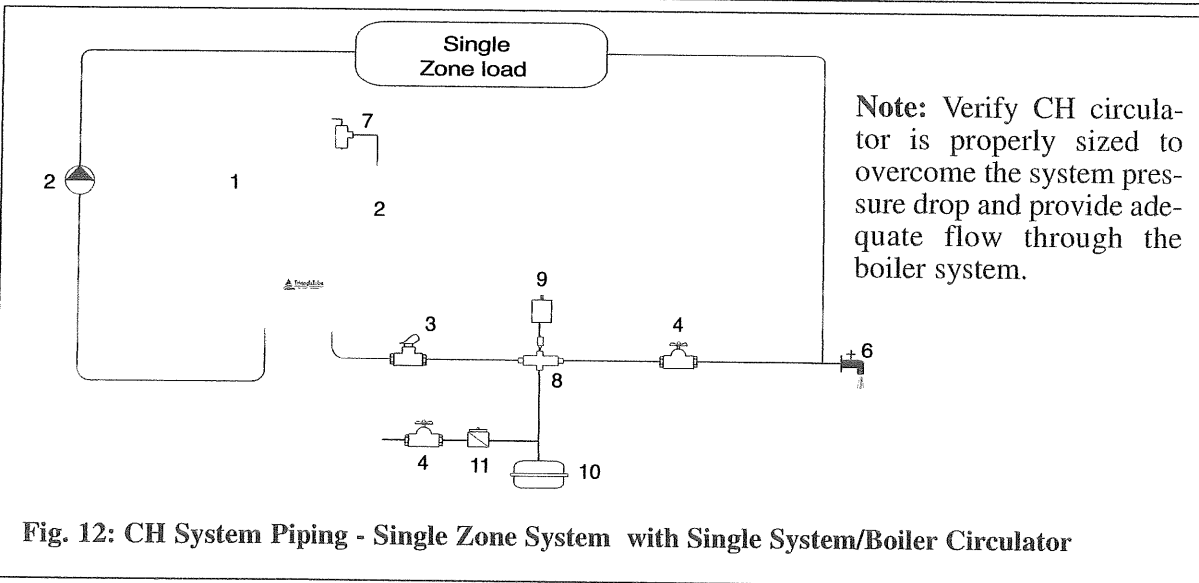 Single
Zone load
7
2
1
2
Note: Verify CH circula-
tor is properly sized to
overcome the system pres-
sure drop and provide ade-
quate flow through the
boiler system.
9
3
4
6
8
4
11
10
Fig. 12: CH System Piping - Single Zone System with Single System/Boiler Circulator